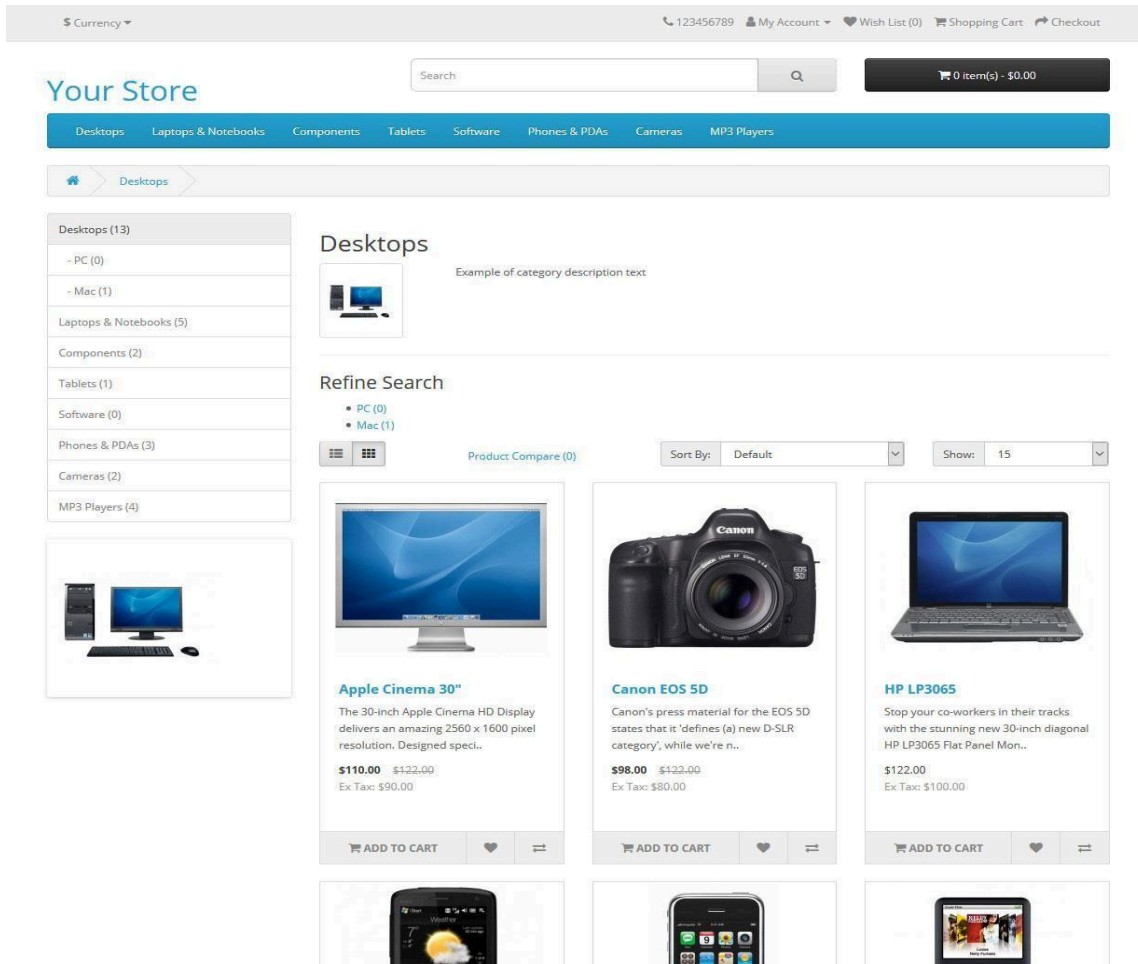 $ Currency
123456789 My Account Wish List (0) Shopping Cart Checkout
Your Store
Search
0 item(s) - $0.00
Desktops Laptops & Notebooks Components Tablets Software Phones & PDAs Cameras MP3 Players
Desktops
Desktops (13)
- PC (0)
- Mac (1)
Laptops & Notebooks (5)
Components (2)
Tablets (1)
Software (0)
Phones & PDAs (3)
Cameras (2)
MP3 Players (4)
Desktops
Example of category description text
Refine Search
PC (0)
Mac (1)
Product Compare (0)
Sort By: Default
Show: 15
Canon
EOS
5D
Apple Cinema 30"
The 30-inch Apple Cinema HD Display
delivers an amazing 2560 x 1600 pixel
resolution. Designed speci..
$110.00 $122.00
Ex Tax: $90.00
ADD TO CART
Canon EOS 5D
Canon's press material for the EOS 5D
states that it 'defines (a) new D-SLR
category', while we're n..
$98.00 $122.00
Ex Tax: $80.00
ADD TO CART
HP LP3065
Stop your co-workers in their tracks
with the stunning new 30-inch diagonal
HP LP3065 Flat Panel Mon..
$122.00
Ex Tax: $100.00
ADD TO CART
Start
Weather